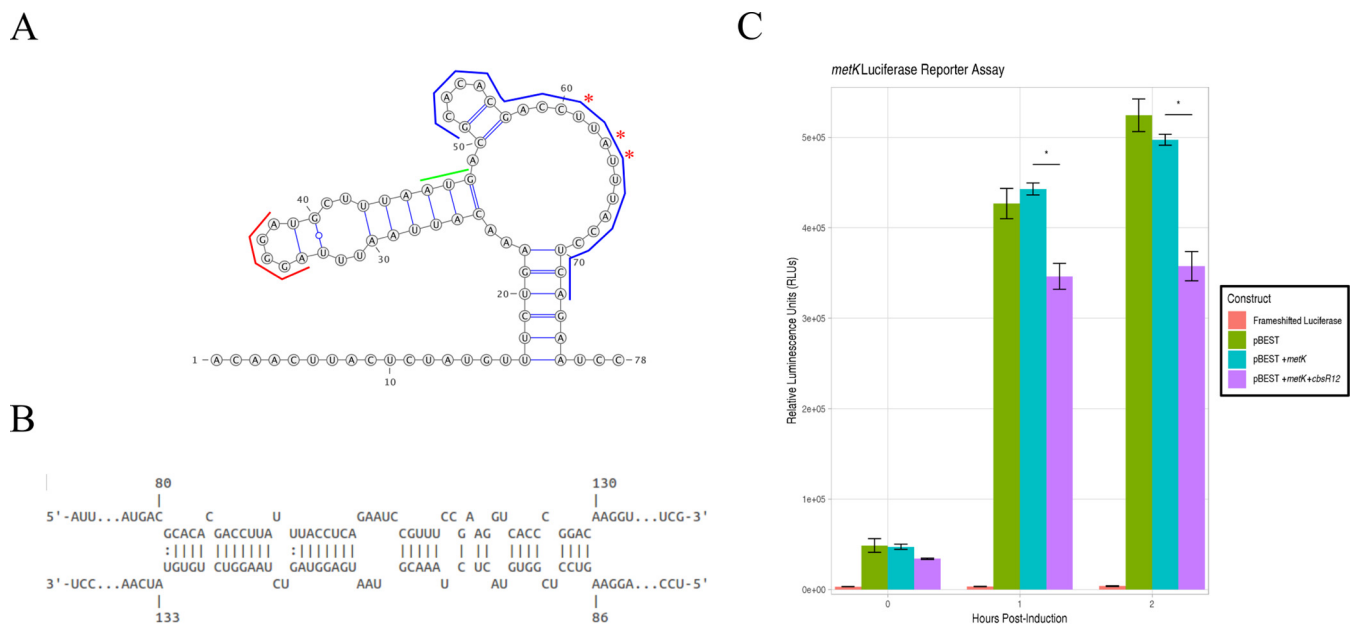 A
C
60
50
40
30
20
70
1 A C A A C U U A C U C U A U G U U A U C C 78
10
B
80 130
5'-AUU...AUGAC C U GAAUC CC A GU C AAGGU...UCG-3'
GCACA GACCUUA UUACCUCA CGUUU G AG CACC GGAC
:|||| ||||||| :||||||| ||||| | || |||| ||||
UGUGU CUGGAAU GAUGGAGU GCAAA C UC GUGG CCUG
3'-UCC...AACUA CU AAU U AU CU AAGGA...CCU-5'
133 86
metK Luciferase Reporter Assay
5e+05
4e+05
3e+05
2e+05
1e+05
0e+00
Relative Luminescence Units (RLUs)
0 1 2
Hours Post-Induction
Construct
Frameshifted Luciferase
pBEST
pBEST +metK
pBEST +metK+cbsR12